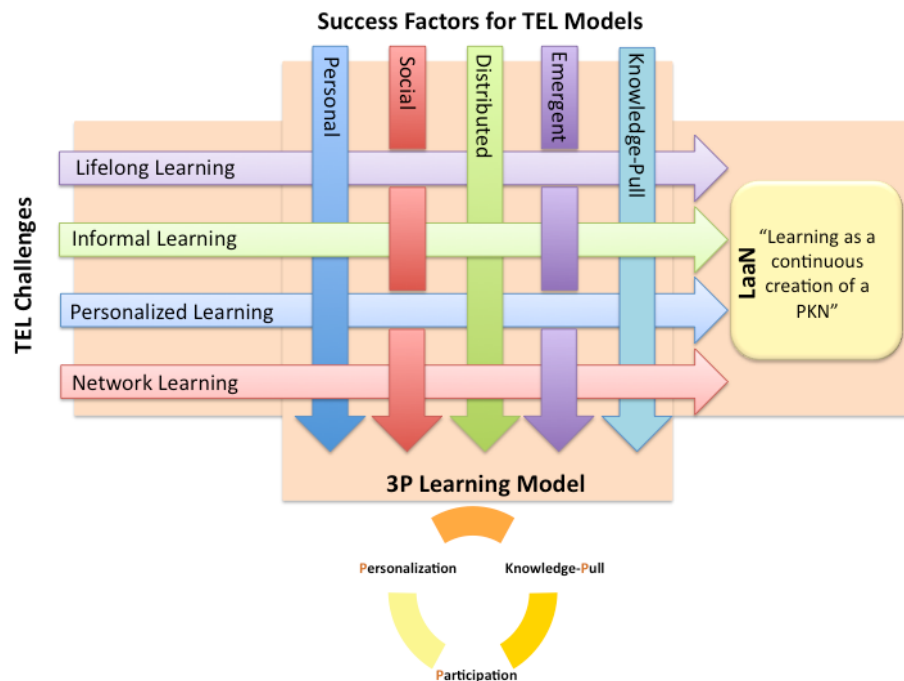 Success Factors for TEL Models
Personal
Social
Distributed
Emergent
Knowledge-Pull
TEL Challenges
Lifelong Learning
Informal Learning
Personalized Learning
Network Learning
LaaN
“Learning as a
continuous
creation of a
PKN”
3P Learning Model
Personalization
Knowledge-Pull
Participation